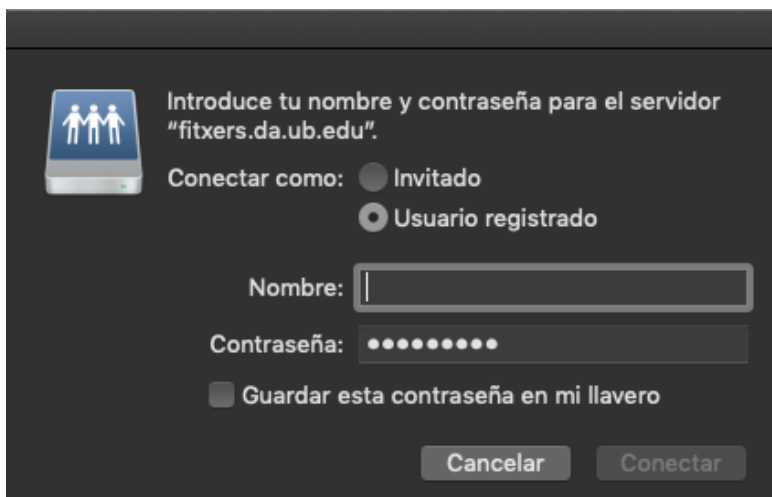 Introduce tu nombre y contraseña para el servidor
“fitxers.da.ub.edu”.
Conectar como: Invitado
Usuario registrado
Nombre:
Contraseña: •••••••••
Guardar esta contraseña en mi llavero
Cancelar Conectar